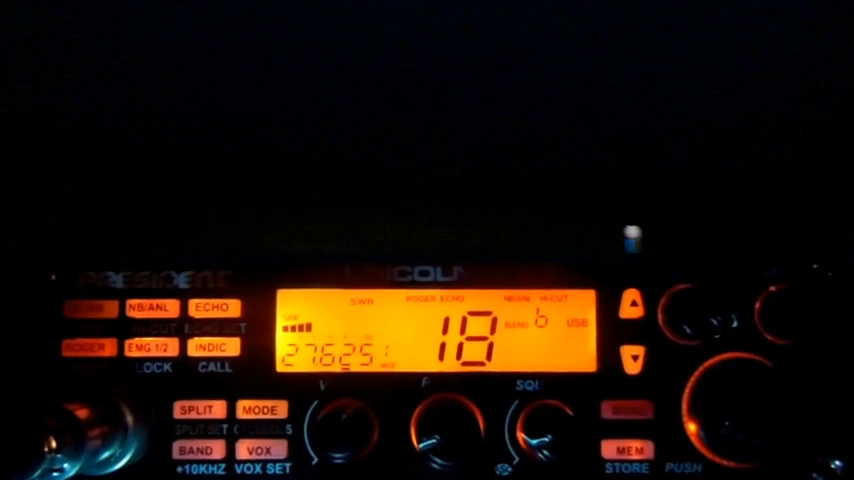 PRESIDENT LINCOLN
SWR ROGER ECHO NB/ANL HI-CUT
NB/ANL ECHO
18 BAND b USB
HI-CUT ECHO SET
27.6251
ROGER EMG 1/2 INDIC
LOCK CALL
SQU
SPLIT MODE
SPLIT SET
BAND VOX MEM
+10KHZ VOX SET STORE PUSH